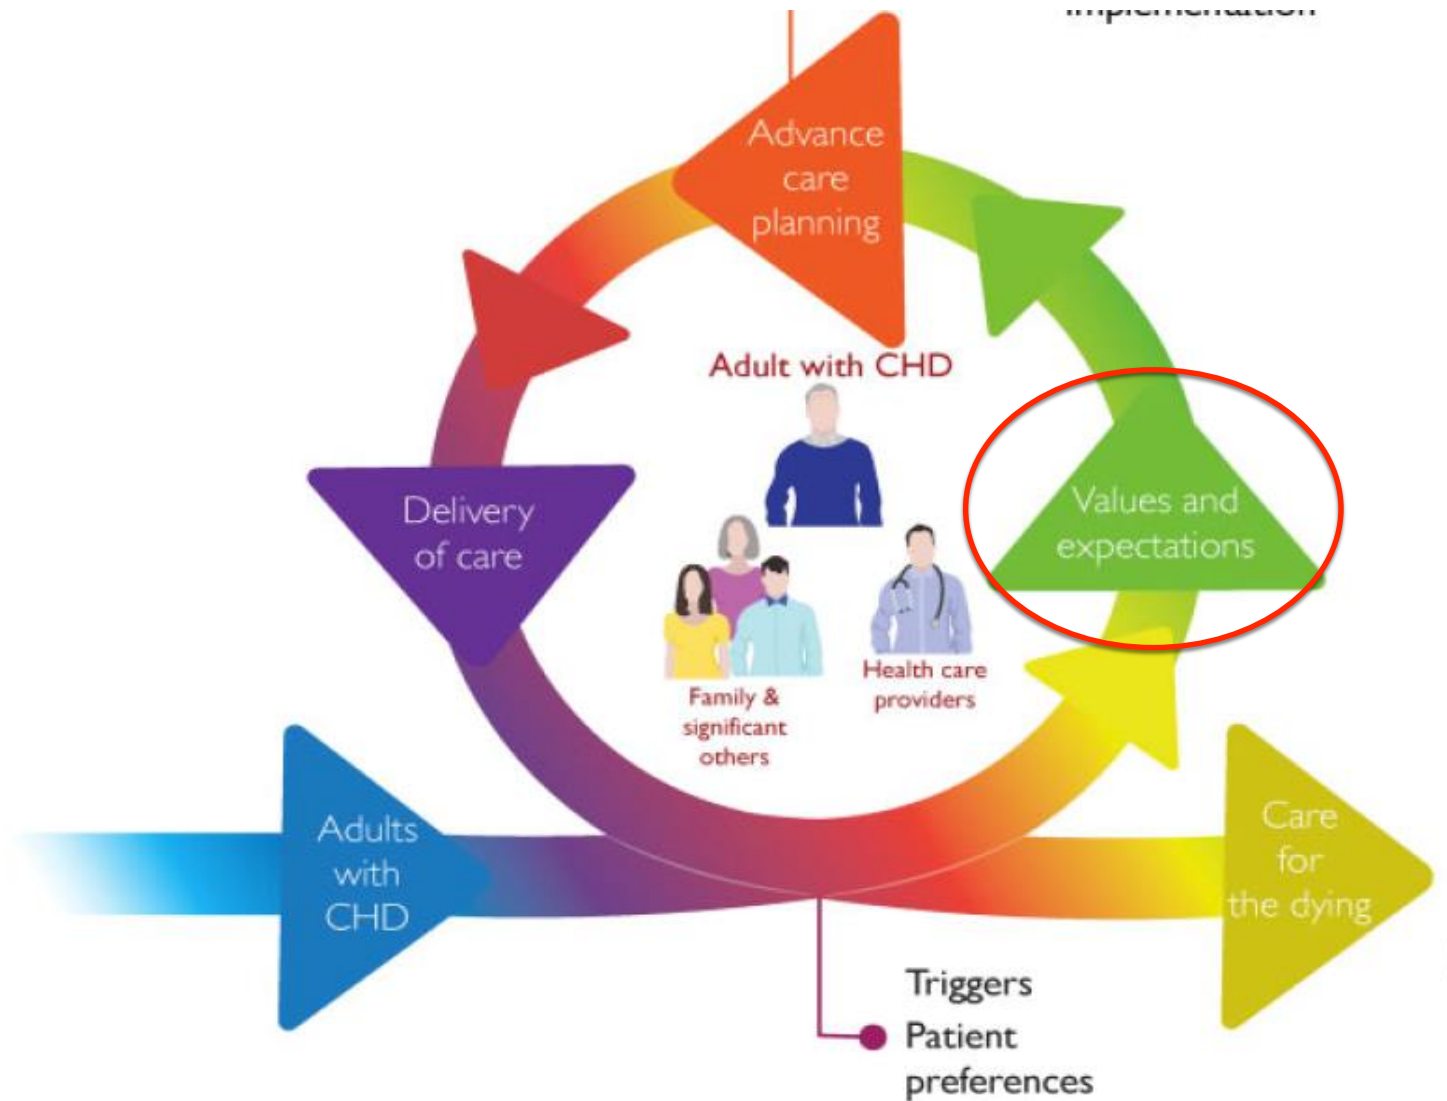 implementation
Advance
care
planning
Adult with CHD
Values and
expectations
Delivery
of care
Health care
providers
Family &
significant
others
Adults
with
CHD
Care
for
the dying
Triggers
Patient
preferences